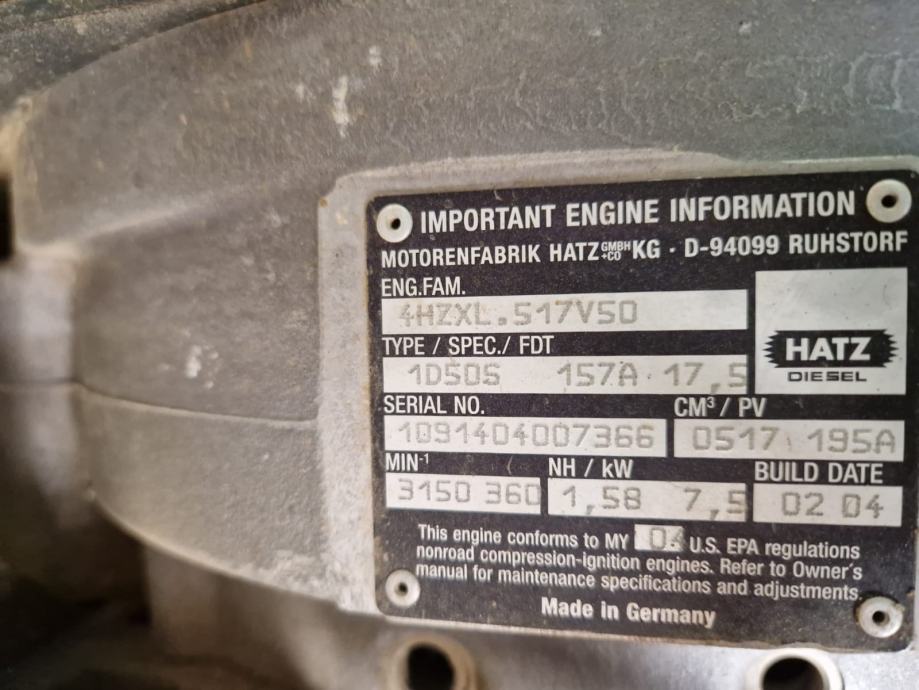 IMPORTANT ENGINE INFORMATION
MOTORENFABRIK HATZ GMBH +CO KG · D-94099 RUHSTORF
ENG.FAM.
4HZXL.517V50
TYPE / SPEC./ FDT
1D50S 157A 17,5
HATZ
DIESEL
SERIAL NO. CM³ / PV
1091404007366 0517 195A
MIN-1 NH / kW BUILD DATE
3150 360 1,58 7,5 02 04
This engine conforms to MY 04 U.S. EPA regulations
nonroad compression-ignition engines. Refer to Owner´s
manual for maintenance specifications and adjustments.
Made in Germany